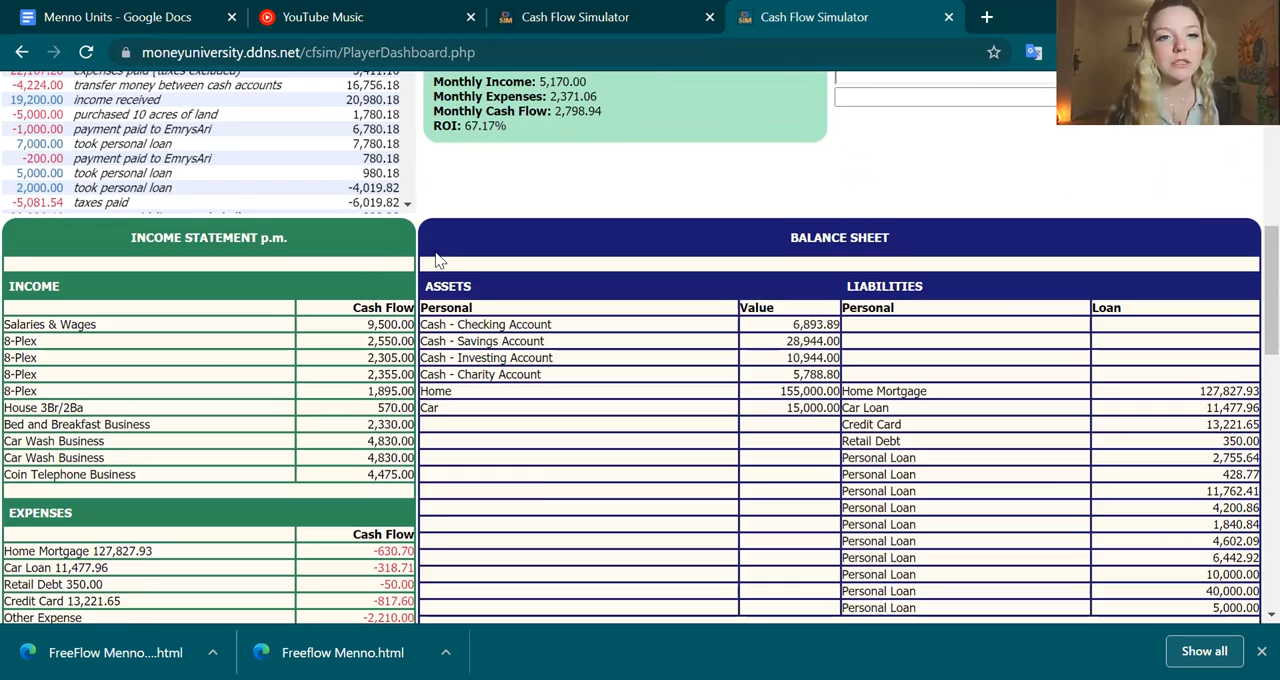 Menno Units - Google Docs
YouTube Music
Cash Flow Simulator
Cash Flow Simulator
moneyuniversity.ddns.net/cfsim/PlayerDashboard.php
-4,224.00 transfer money between cash accounts 16,756.18
19,200.00 income received 20,980.18
-5,000.00 purchased 10 acres of land 1,780.18
-1,000.00 payment paid to EmrysAri 6,780.18
7,000.00 took personal loan 7,780.18
-200.00 payment paid to EmrysAri 780.18
5,000.00 took personal loan 980.18
2,000.00 took personal loan -4,019.82
-5,081.54 taxes paid -6,019.82
Monthly Income: 5,170.00
Monthly Expenses: 2,371.06
Monthly Cash Flow: 2,798.94
ROI: 67.17%
INCOME STATEMENT p.m.
INCOME
Cash Flow
Salaries & Wages 9,500.00
8-Plex 2,550.00
8-Plex 2,305.00
8-Plex 2,355.00
8-Plex 1,895.00
House 3Br/2Ba 570.00
Bed and Breakfast Business 2,330.00
Car Wash Business 4,830.00
Car Wash Business 4,830.00
Coin Telephone Business 4,475.00
EXPENSES
Cash Flow
Home Mortgage 127,827.93 -630.70
Car Loan 11,477.96 -318.71
Retail Debt 350.00 -50.00
Credit Card 13,221.65 -817.60
Other Expense -2,210.00
BALANCE SHEET
ASSETS LIABILITIES
Personal Value Personal Loan
Cash - Checking Account 6,893.89
Cash - Savings Account 28,944.00
Cash - Investing Account 10,944.00
Cash - Charity Account 5,788.80
Home 155,000.00 Home Mortgage 127,827.93
Car 15,000.00 Car Loan 11,477.96
Credit Card 13,221.65
Retail Debt 350.00
Personal Loan 2,755.64
Personal Loan 428.77
Personal Loan 11,762.41
Personal Loan 4,200.86
Personal Loan 1,840.84
Personal Loan 4,602.09
Personal Loan 6,442.92
Personal Loan 10,000.00
Personal Loan 40,000.00
Personal Loan 5,000.00
FreeFlow Menno....html
Freeflow Menno.html
Show all